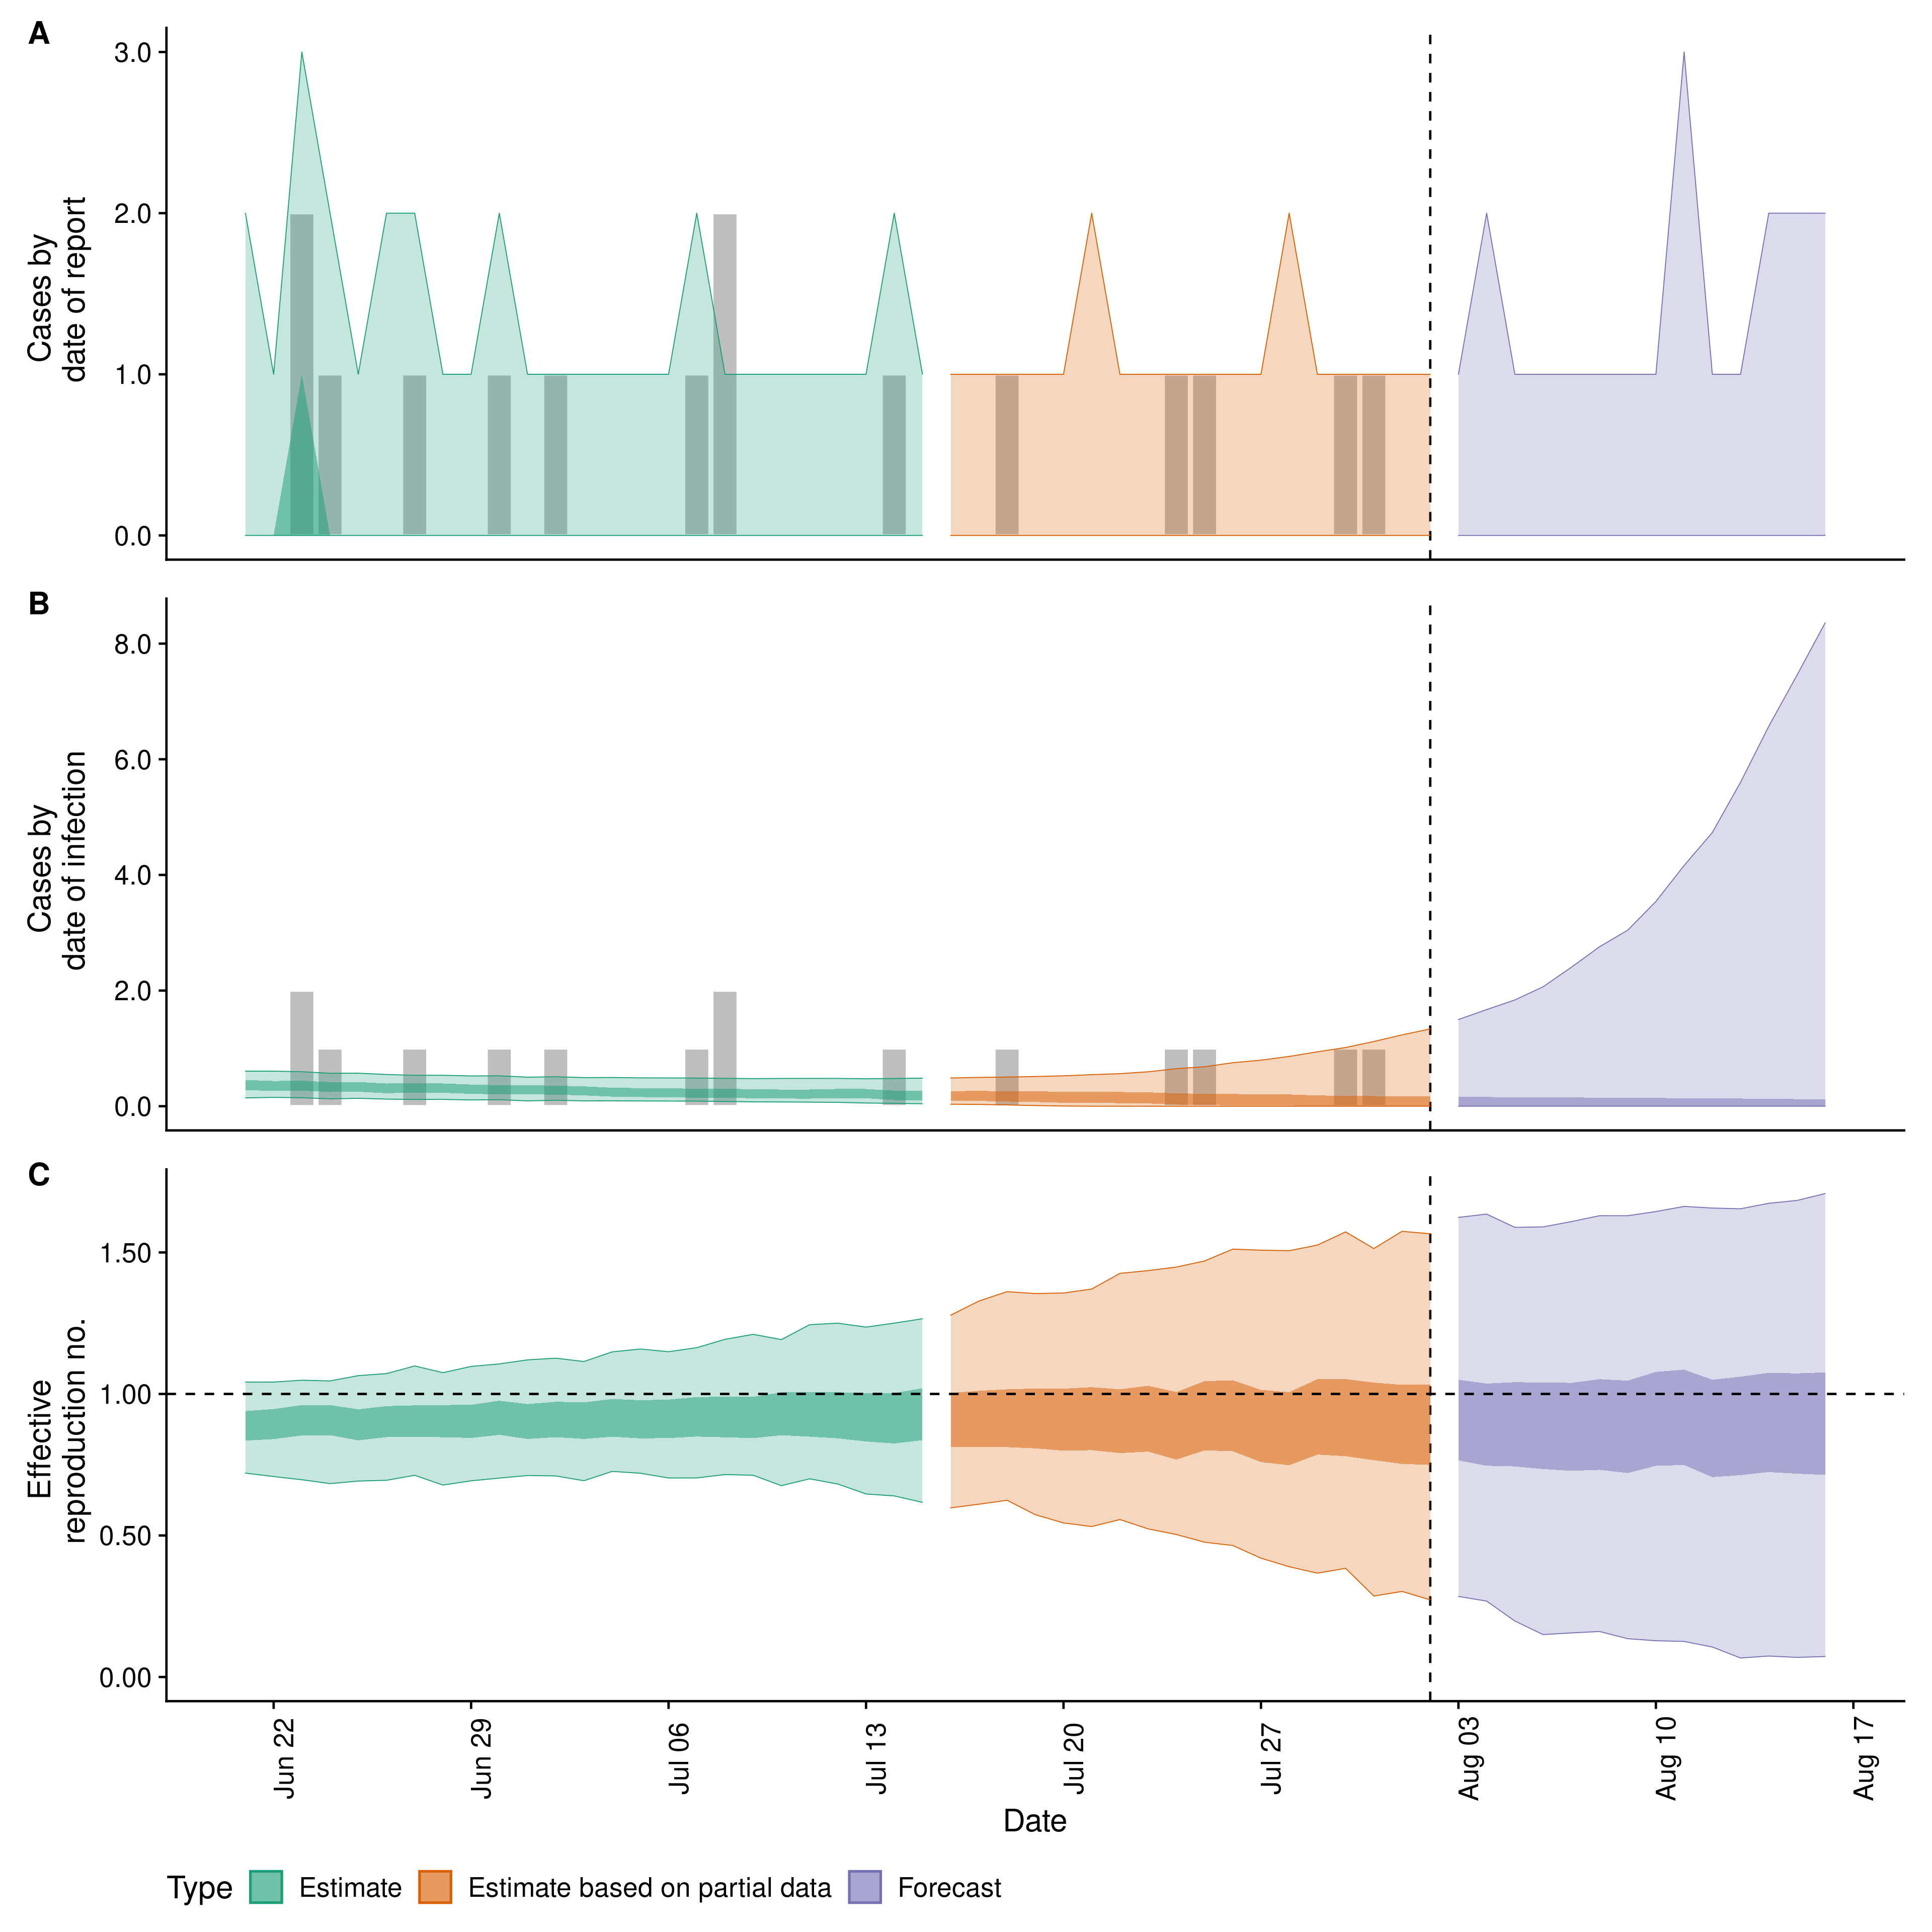 A
3.0
2.0
1.0
0.0
Cases by
date of report
B
8.0
6.0
4.0
2.0
0.0
Cases by
date of infection
C
1.50
1.00
0.50
0.00
Effective
reproduction no.
Jun 22
Jun 29
Jul 06
Jul 13
Jul 20
Jul 27
Aug 03
Aug 10
Aug 17
Date
Type Estimate Estimate based on partial data Forecast